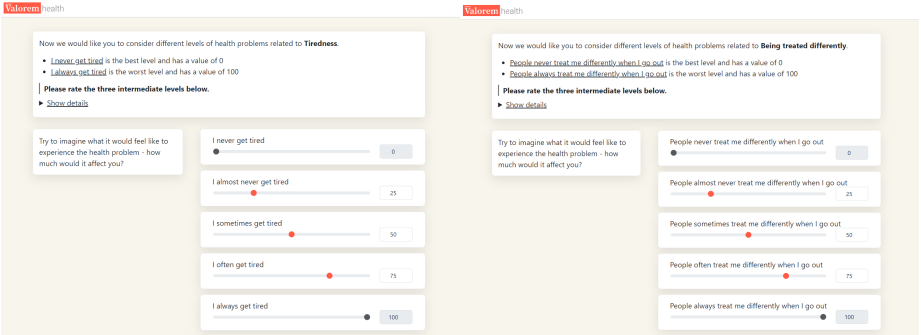 Valorem health
Now we would like you to consider different levels of health problems related to Tiredness.
• I never get tired is the best level and has a value of 0
• I always get tired is the worst level and has a value of 100
Please rate the three intermediate levels below.
▶ Show details
Try to imagine what it would feel like to
experience the health problem - how
much would it affect you?
I never get tired
0
I almost never get tired
25
I sometimes get tired
50
I often get tired
75
I always get tired
100
Valorem health
Now we would like you to consider different levels of health problems related to Being treated differently.
• People never treat me differently when I go out is the best level and has a value of 0
• People always treat me differently when I go out is the worst level and has a value of 100
Please rate the three intermediate levels below.
▶ Show details
Try to imagine what it would feel like to
experience the health problem - how
much would it affect you?
People never treat me differently when I go out
0
People almost never treat me differently when I go out
25
People sometimes treat me differently when I go out
50
People often treat me differently when I go out
75
People always treat me differently when I go out
100